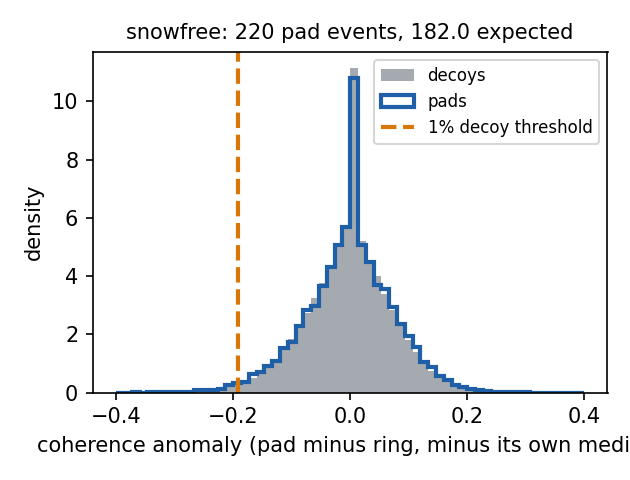 snowfree: 220 pad events, 182.0 expected
decoys
pads
1% decoy threshold
density
10
8
6
4
2
0
−0.4 −0.2 0.0 0.2 0.4
coherence anomaly (pad minus ring, minus its own medi